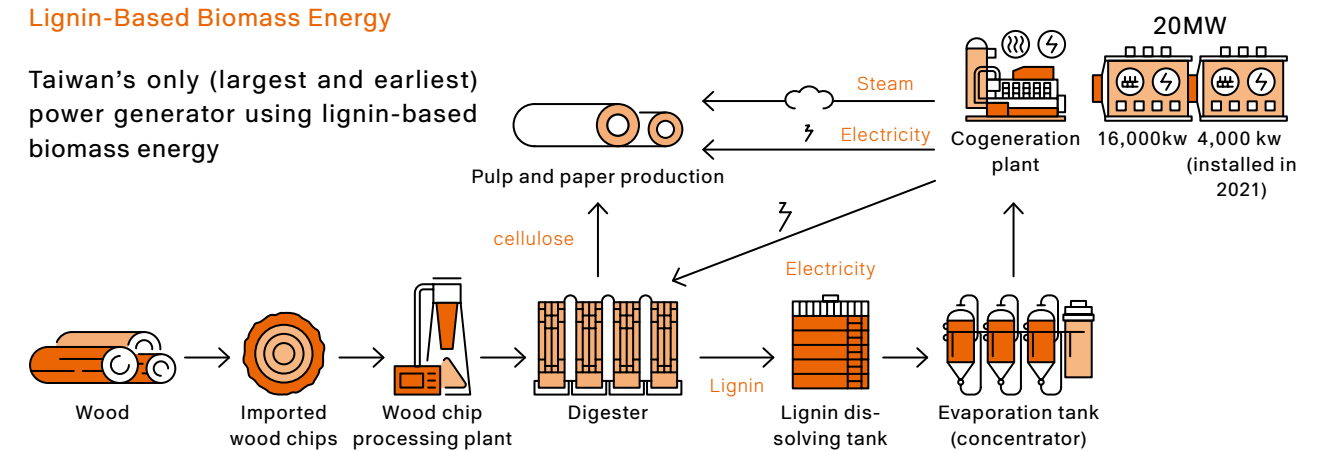 Lignin-Based Biomass Energy
Taiwan's only (largest and earliest)
power generator using lignin-based
biomass energy
20MW
Steam
Electricity
Cogeneration
plant
16,000kw
4,000 kw
(installed in
2021)
Pulp and paper production
cellulose
Electricity
Lignin
Wood
Imported
wood chips
Wood chip
processing plant
Digester
Lignin dis-
solving tank
Evaporation tank
(concentrator)